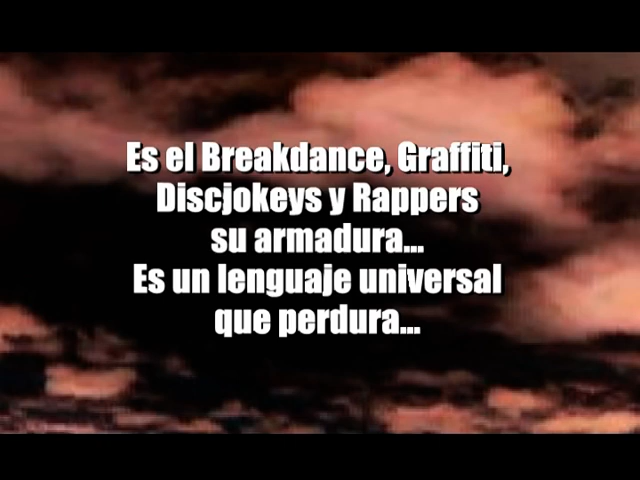 Es el Breakdance, Graffiti,
Discjokeys y Rappers
su armadura...
Es un lenguaje universal
que perdura...